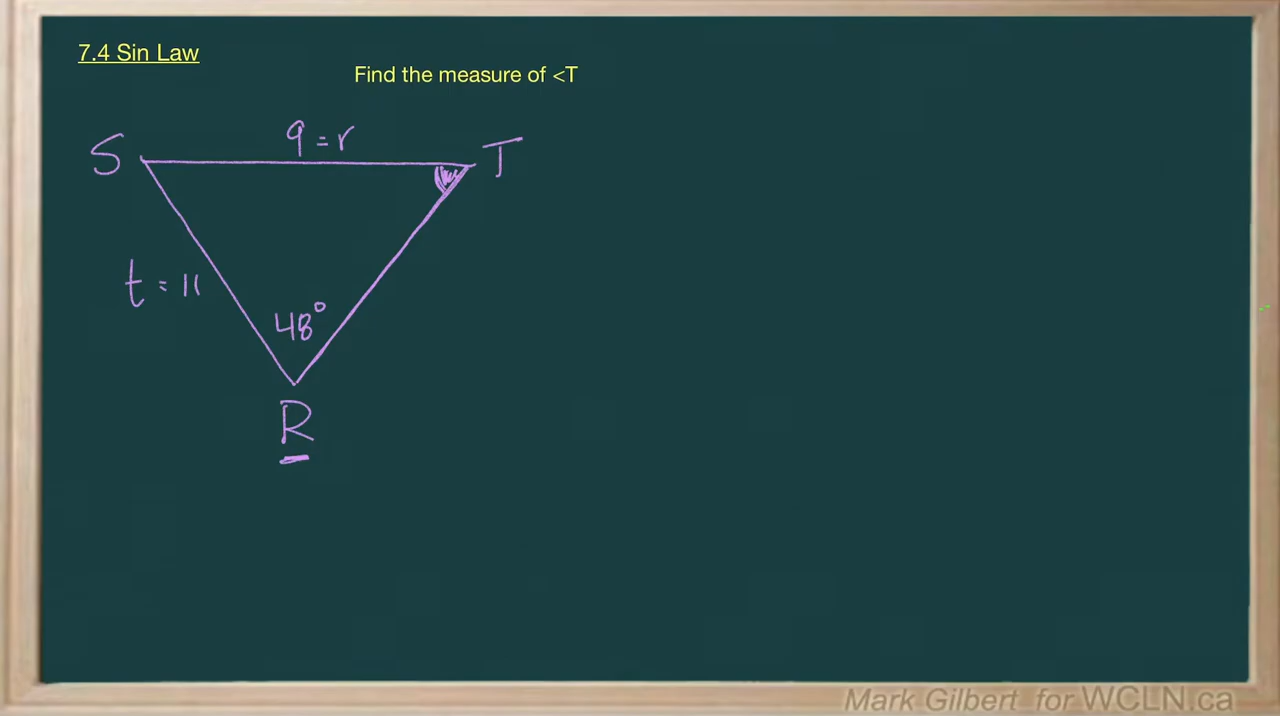 7.4 Sin Law
Find the measure of <T
9 = r
S
T
t = 11
48°
R
Mark Gilbert for WCLN.ca